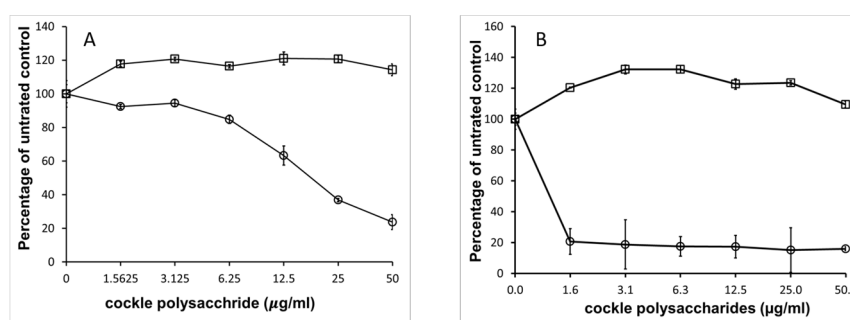 A
Percentage of untrated control
140
120
100
80
60
40
20
0
0 1.5625 3.125 6.25 12.5 25 50
cockle polysacchride (µg/ml)
B
Percentage of untrated control
160
140
120
100
80
60
40
20
0
0.0 1.6 3.1 6.3 12.5 25.0 50.
cockle polysaccharides (µg/ml)